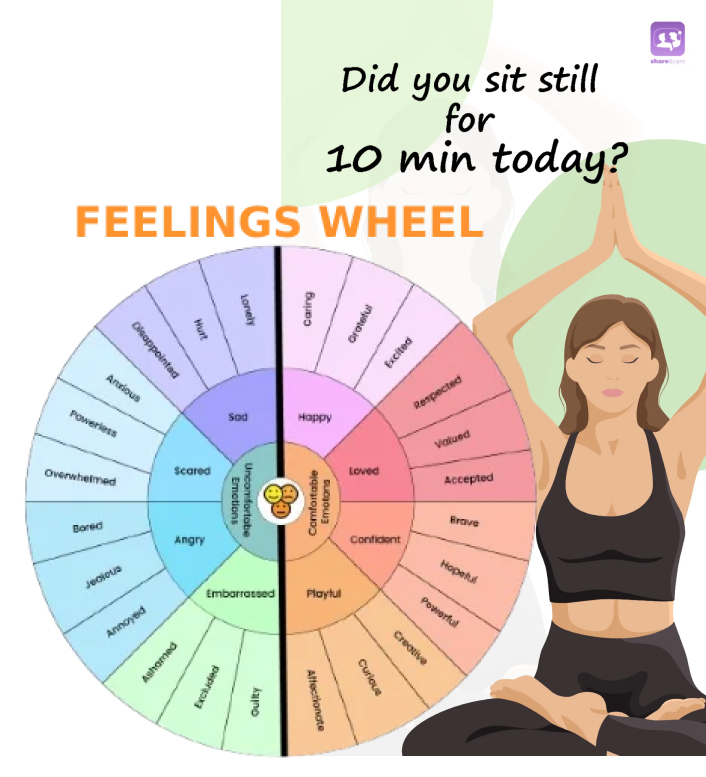 share&care
Did you sit still
for
10 min today?
FEELINGS WHEEL
Lonely
Hurt
Disappointed
Anxious
Powerless
Overwhelmed
Bored
Jealous
Annoyed
Ashamed
Excluded
Guilty
Sad
Scared
Angry
Embarrassed
Uncomfortabe
Emotions
Comfortable
Emotions
Happy
Loved
Confident
Playful
Caring
Grateful
Excited
Respected
Valued
Accepted
Brave
Hopeful
Powerful
Creative
Curious
Affectionate